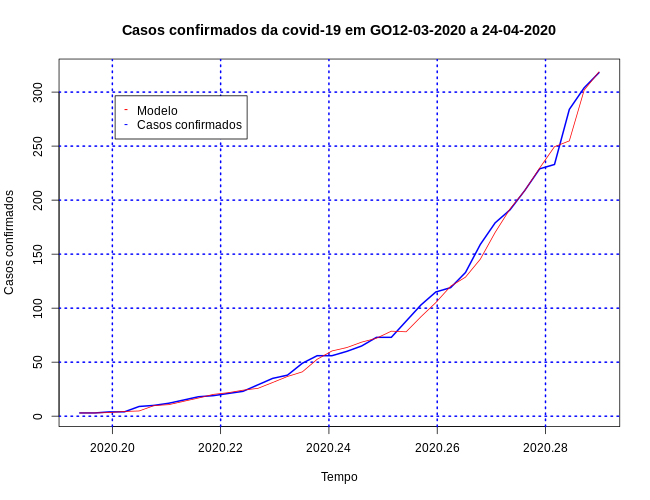 Casos confirmados da covid-19 em GO12-03-2020 a 24-04-2020
Casos confirmados
300
250
200
150
100
50
0
Modelo
Casos confirmados
2020.20 2020.22 2020.24 2020.26 2020.28
Tempo